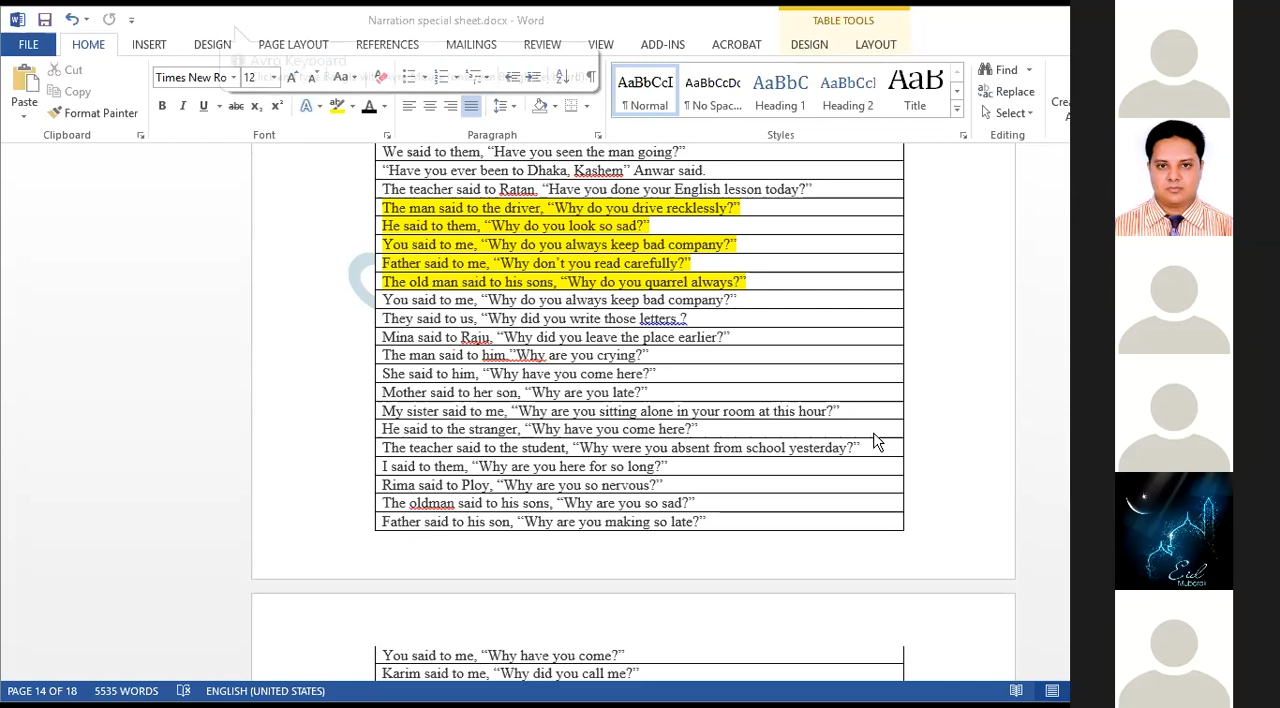 Narration special sheet.docx - Word
TABLE TOOLS
FILE HOME INSERT DESIGN PAGE LAYOUT REFERENCES MAILINGS REVIEW VIEW ADD-INS ACROBAT DESIGN LAYOUT
Avro Keyboard
Cut
Copy
Format Painter
Paste
Times New Ro 12
AaBbCcI AaBbCcDc AaBbC AaBbCcI AaB
¶ Normal ¶ No Spac... Heading 1 Heading 2 Title
Find
Replace
Select
Clipboard Font Paragraph Styles Editing
We said to them, “Have you seen the man going?”
“Have you ever been to Dhaka, Kashem” Anwar said.
The teacher said to Ratan, “Have you done your English lesson today?”
The man said to the driver, “Why do you drive recklessly?”
He said to them, “Why do you look so sad?”
You said to me, “Why do you always keep bad company?”
Father said to me, “Why don’t you read carefully?”
The old man said to his sons, “Why do you quarrel always?”
You said to me, “Why do you always keep bad company?”
They said to us, “Why did you write those letters.?
Mina said to Raju, “Why did you leave the place earlier?”
The man said to him,”Why are you crying?”
She said to him, “Why have you come here?”
Mother said to her son, “Why are you late?”
My sister said to me, “Why are you sitting alone in your room at this hour?”
He said to the stranger, “Why have you come here?”
The teacher said to the student, “Why were you absent from school yesterday?”
I said to them, “Why are you here for so long?”
Rima said to Ploy, “Why are you so nervous?”
The oldman said to his sons, “Why are you so sad?”
Father said to his son, “Why are you making so late?”
You said to me, “Why have you come?”
Karim said to me, “Why did you call me?”
PAGE 14 OF 18 5535 WORDS ENGLISH (UNITED STATES)
Eid
Mubarak